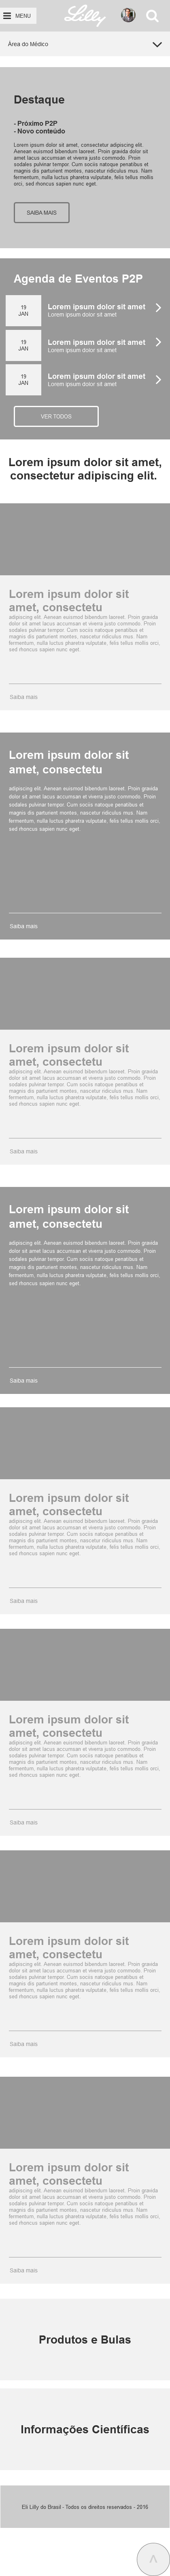 MENU
Lilly
Área do Médico
Destaque
- Próximo P2P
- Novo conteúdo
Lorem ipsum dolor sit amet, consectetur adipiscing elit.
Aenean euismod bibendum laoreet. Proin gravida dolor sit
amet lacus accumsan et viverra justo commodo. Proin
sodales pulvinar tempor. Cum sociis natoque penatibus et
magnis dis parturient montes, nascetur ridiculus mus. Nam
fermentum, nulla luctus pharetra vulputate, felis tellus mollis
orci, sed rhoncus sapien nunc eget.
SAIBA MAIS
Agenda de Eventos P2P
19
JAN
Lorem ipsum dolor sit amet
Lorem ipsum dolor sit amet
19
JAN
Lorem ipsum dolor sit amet
Lorem ipsum dolor sit amet
19
JAN
Lorem ipsum dolor sit amet
Lorem ipsum dolor sit amet
VER TODOS
Lorem ipsum dolor sit amet,
consectetur adipiscing elit.
Lorem ipsum dolor sit
amet, consectetu
adipiscing elit. Aenean euismod bibendum laoreet. Proin gravida
dolor sit amet lacus accumsan et viverra justo commodo. Proin
sodales pulvinar tempor. Cum sociis natoque penatibus et
magnis dis parturient montes, nascetur ridiculus mus. Nam
fermentum, nulla luctus pharetra vulputate, felis tellus mollis orci,
sed rhoncus sapien nunc eget.
Saiba mais
Lorem ipsum dolor sit
amet, consectetu
adipiscing elit. Aenean euismod bibendum laoreet. Proin gravida
dolor sit amet lacus accumsan et viverra justo commodo. Proin
sodales pulvinar tempor. Cum sociis natoque penatibus et
magnis dis parturient montes, nascetur ridiculus mus. Nam
fermentum, nulla luctus pharetra vulputate, felis tellus mollis orci,
sed rhoncus sapien nunc eget
Saiba mais
Lorem ipsum dolor sit
amet, consectetu
adipiscing elit. Aenean euismod bibendum laoreet. Proin gravida
dolor sit amet lacus accumsan et viverra justo commodo. Proin
sodales pulvinar tempor. Cum sociis natoque penatibus et
magnis dis parturient montes, nascetur ridiculus mus. Nam
fermentum, nulla luctus pharetra vulputate, felis tellus mollis orci,
sed rhoncus sapien nunc eget.
Saiba mais
Lorem ipsum dolor sit
amet, consectetu
adipiscing elit. Aenean euismod bibendum laoreet. Proin gravida
dolor sit amet lacus accumsan et viverra justo commodo. Proin
sodales pulvinar tempor. Cum sociis natoque penatibus et
magnis dis parturient montes, nascetur ridiculus mus. Nam
fermentum, nulla luctus pharetra vulputate, felis tellus mollis orci,
sed rhoncus sapien nunc eget
Saiba mais
Lorem ipsum dolor sit
amet, consectetu
adipiscing elit. Aenean euismod bibendum laoreet. Proin gravida
dolor sit amet lacus accumsan et viverra justo commodo. Proin
sodales pulvinar tempor. Cum sociis natoque penatibus et
magnis dis parturient montes, nascetur ridiculus mus. Nam
fermentum, nulla luctus pharetra vulputate, felis tellus mollis orci,
sed rhoncus sapien nunc eget.
Saiba mais
Lorem ipsum dolor sit
amet, consectetu
adipiscing elit. Aenean euismod bibendum laoreet. Proin gravida
dolor sit amet lacus accumsan et viverra justo commodo. Proin
sodales pulvinar tempor. Cum sociis natoque penatibus et
magnis dis parturient montes, nascetur ridiculus mus. Nam
fermentum, nulla luctus pharetra vulputate, felis tellus mollis orci,
sed rhoncus sapien nunc eget.
Saiba mais
Lorem ipsum dolor sit
amet, consectetu
adipiscing elit. Aenean euismod bibendum laoreet. Proin gravida
dolor sit amet lacus accumsan et viverra justo commodo. Proin
sodales pulvinar tempor. Cum sociis natoque penatibus et
magnis dis parturient montes, nascetur ridiculus mus. Nam
fermentum, nulla luctus pharetra vulputate, felis tellus mollis orci,
sed rhoncus sapien nunc eget.
Saiba mais
Lorem ipsum dolor sit
amet, consectetu
adipiscing elit. Aenean euismod bibendum laoreet. Proin gravida
dolor sit amet lacus accumsan et viverra justo commodo. Proin
sodales pulvinar tempor. Cum sociis natoque penatibus et
magnis dis parturient montes, nascetur ridiculus mus. Nam
fermentum, nulla luctus pharetra vulputate, felis tellus mollis orci,
sed rhoncus sapien nunc eget.
Saiba mais
Produtos e Bulas
Informações Científicas
Eli Lilly do Brasil - Todos os direitos reservados - 2016